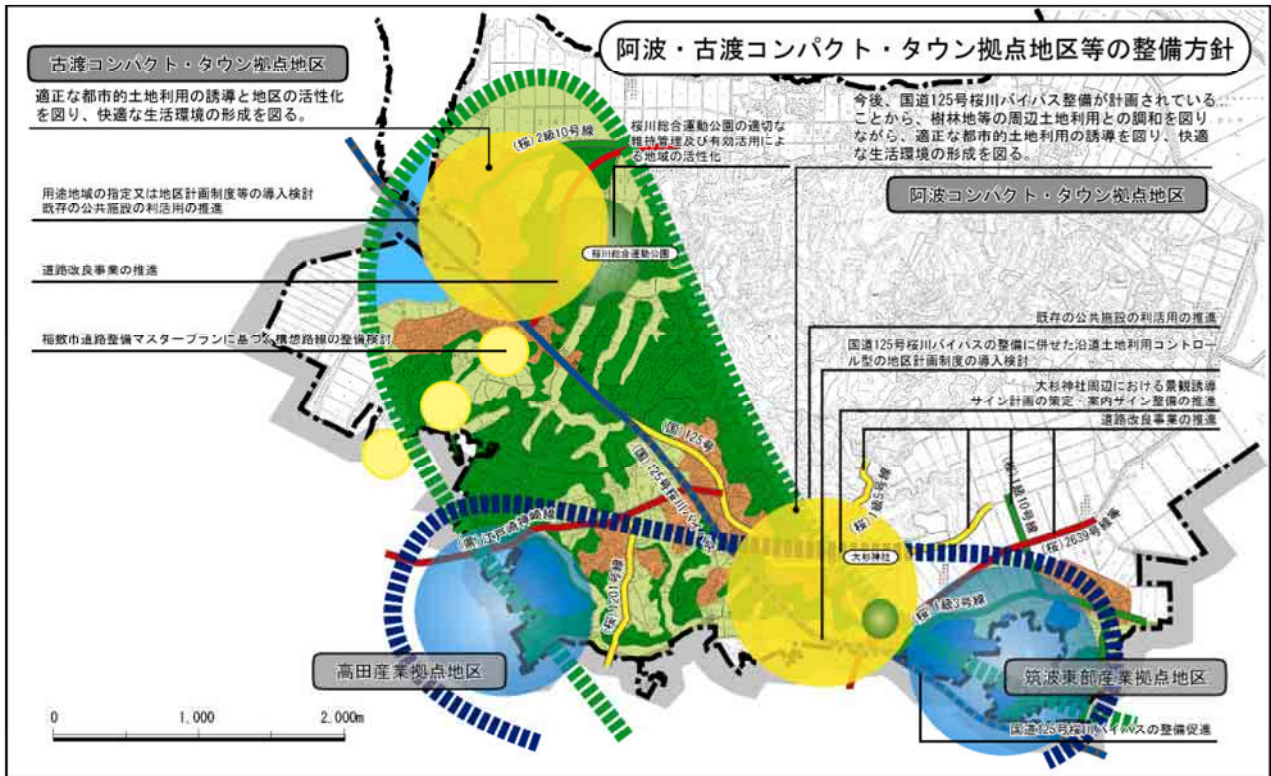 阿波・古渡コンパクト・タウン拠点地区等の整備方針
古渡コンパクト・タウン拠点地区
適正な都市的土地利用の誘導と地区の活性化
を図り、快適な生活環境の形成を図る。
用途地域の指定又は地区計画制度等の導入検討
既存の公共施設の利活用の推進
道路改良事業の推進
稲敷市道路整備マスタープランに基づく構想路線の整備検討
(桜)2級10号線
桜川総合運動公園の適切な
維持管理及び有効活用によ
る地域の活性化
桜川総合運動公園
今後、国道125号桜川バイパス整備が計画されている
ことから、樹林地等の周辺土地利用との調和を図り
ながら、適正な都市的土地利用の誘導を図り、快適
な生活環境の形成を図る。
阿波コンパクト・タウン拠点地区
既存の公共施設の利活用の推進
国道125号桜川バイパスの整備に併せた沿道土地利用コントロー
ル型の地区計画制度の導入検討
大杉神社周辺における景観誘導
サイン計画の策定・案内サイン整備の推進
道路改良事業の推進
(国)125号
(国)125号桜川バイパス
(桜)1級5号線
(桜)1級10号線
(桜)2639号線等
(県)江戸崎神崎線
大杉神社
(桜)1201号線
(桜)1級3号線
高田産業拠点地区
筑波東部産業拠点地区
国道125号桜川バイパスの整備促進
0 1,000 2,000m